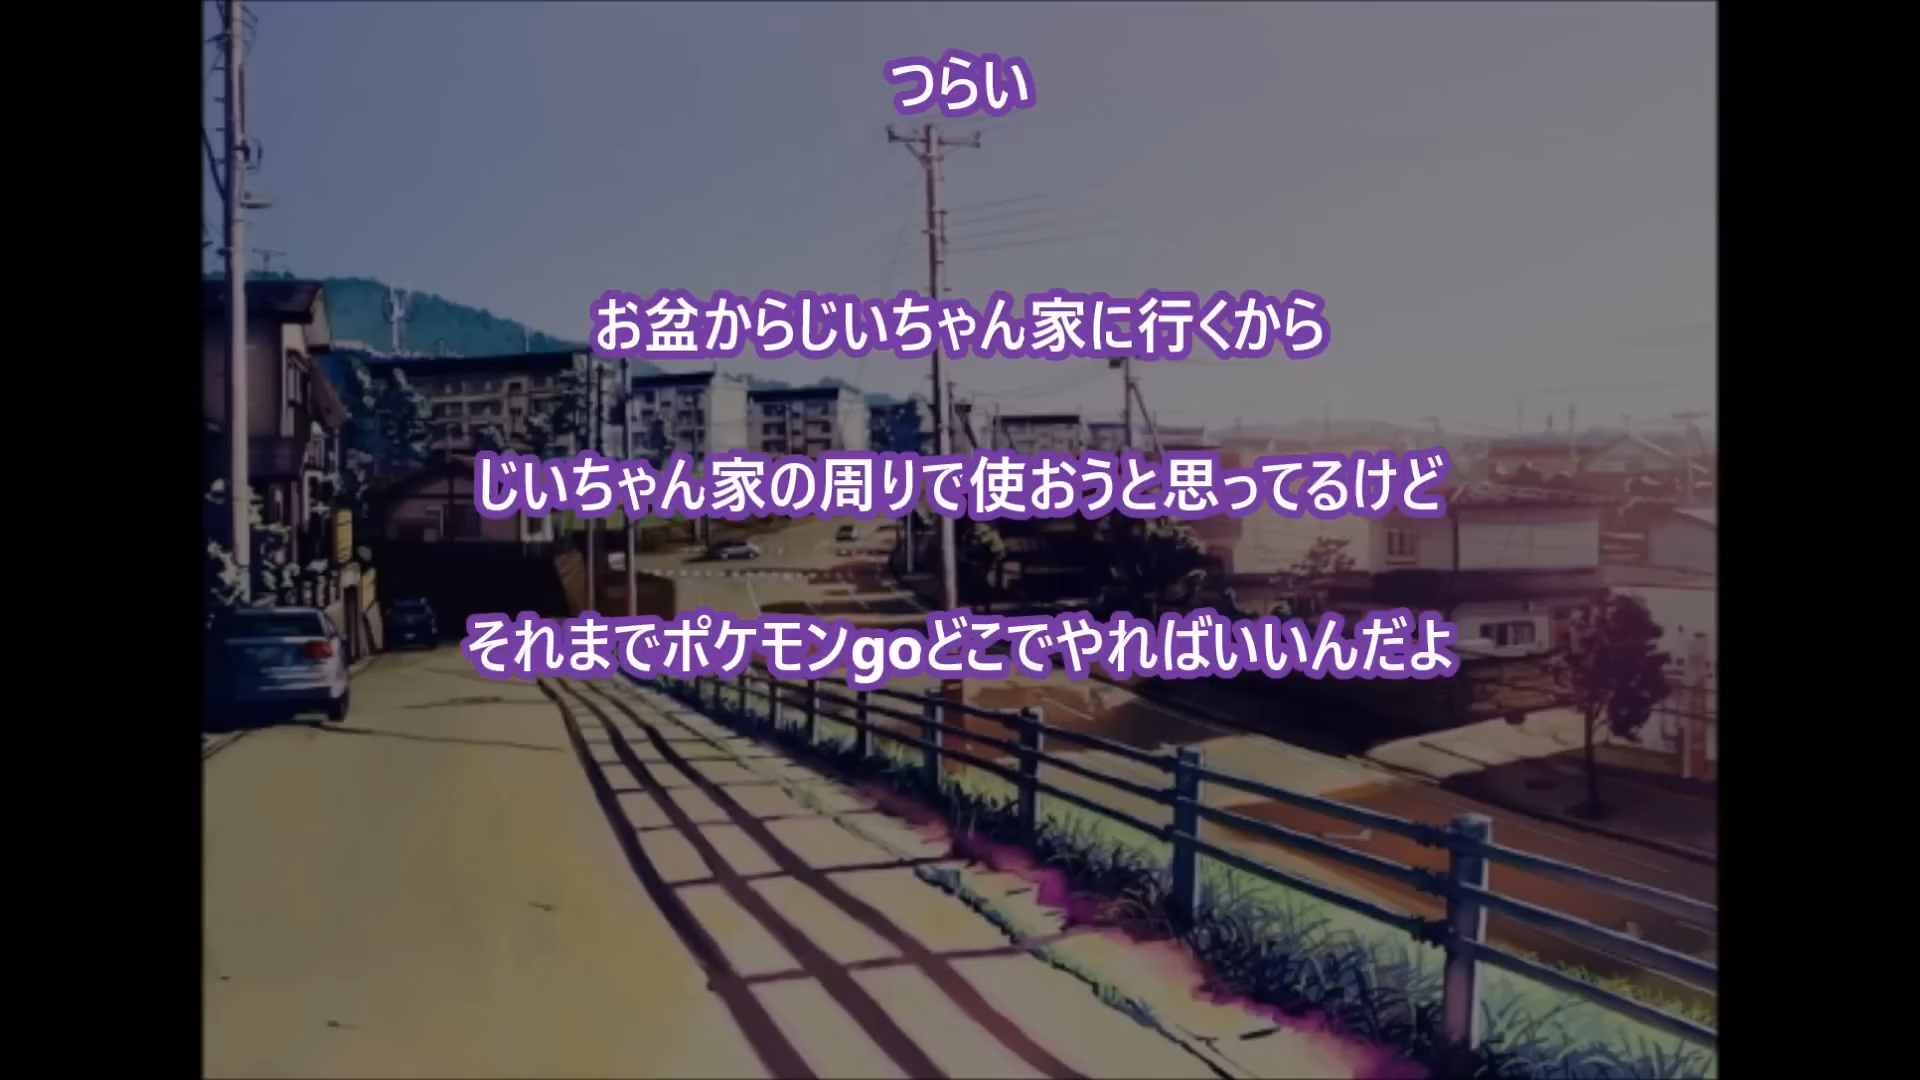 つらい
お盆からじいちゃん家に行くから
じいちゃん家の周りで使おうと思ってるけど
それまでポケモンgoどこでやればいいんだよ